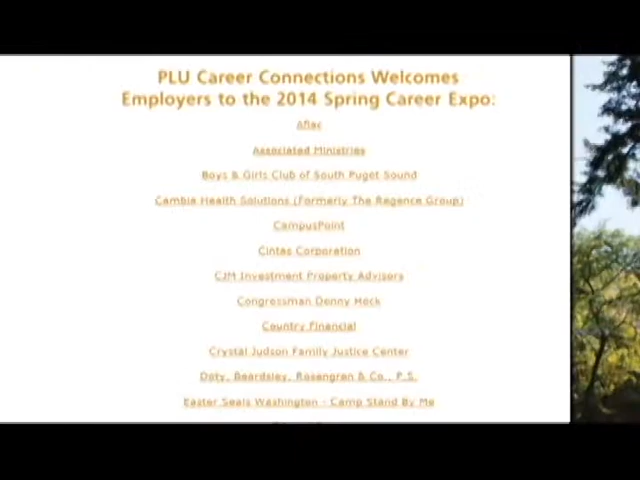 PLU Career Connections Welcomes
Employers to the 2014 Spring Career Expo:
Aflac
Associated Ministries
Boys & Girls Club of South Puget Sound
Cambia Health Solutions (Formerly The Regence Group)
CampusPoint
Cintas Corporation
CJM Investment Property Advisors
Congressman Denny Heck
Country Financial
Crystal Judson Family Justice Center
Doty, Beardsley, Rosengren & Co., P.S.
Easter Seals Washington - Camp Stand By Me